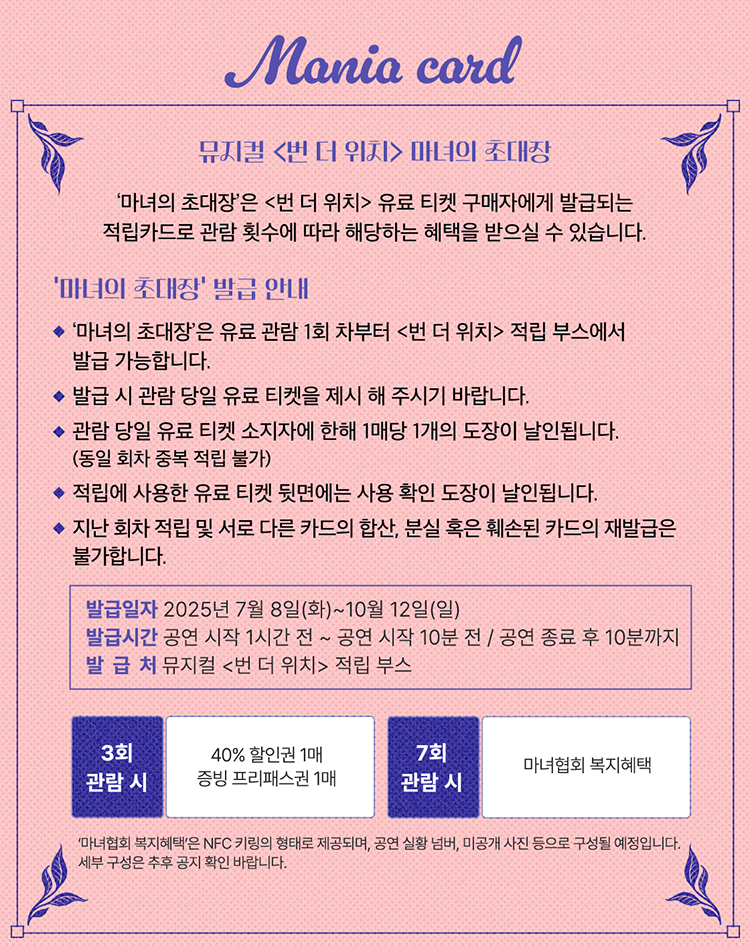 Mania card
뮤지컬 <번 더 위치> 마녀의 초대장
‘마녀의 초대장’은 <번 더 위치> 유료 티켓 구매자에게 발급되는
적립카드로 관람 횟수에 따라 해당하는 혜택을 받으실 수 있습니다.
'마녀의 초대장' 발급 안내
◆ ‘마녀의 초대장’은 유료 관람 1회 차부터 <번 더 위치> 적립 부스에서
발급 가능합니다.
◆ 발급 시 관람 당일 유료 티켓을 제시 해 주시기 바랍니다.
◆ 관람 당일 유료 티켓 소지자에 한해 1매당 1개의 도장이 날인됩니다.
(동일 회차 중복 적립 불가)
◆ 적립에 사용한 유료 티켓 뒷면에는 사용 확인 도장이 날인됩니다.
◆ 지난 회차 적립 및 서로 다른 카드의 합산, 분실 혹은 훼손된 카드의 재발급은
불가합니다.
발급일자 2025년 7월 8일(화)~10월 12일(일)
발급시간 공연 시작 1시간 전 ~ 공연 시작 10분 전 / 공연 종료 후 10분까지
발 급 처 뮤지컬 <번 더 위치> 적립 부스
3회
관람 시
40% 할인권 1매
증빙 프리패스권 1매
7회
관람 시
마녀협회 복지혜택
‘마녀협회 복지혜택’은 NFC 키링의 형태로 제공되며, 공연 실황 넘버, 미공개 사진 등으로 구성될 예정입니다.
세부 구성은 추후 공지 확인 바랍니다.